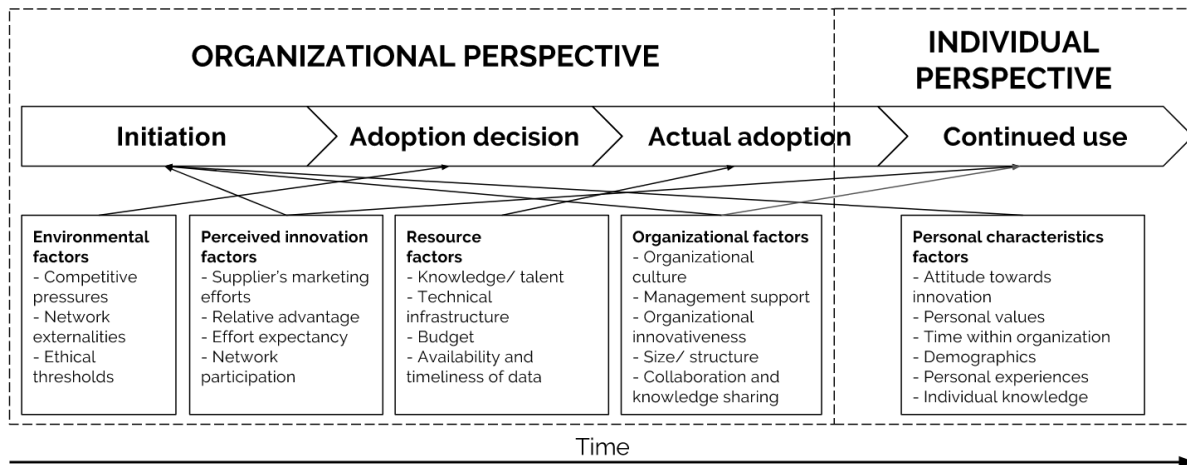 ORGANIZATIONAL PERSPECTIVE
INDIVIDUAL
PERSPECTIVE
Initiation
Adoption decision
Actual adoption
Continued use
Environmental
factors
- Competitive
pressures
- Network
externalities
- Ethical
thresholds
Perceived innovation
factors
- Supplier's marketing
efforts
- Relative advantage
- Effort expectancy
- Network
participation
Resource
factors
- Knowledge/ talent
- Technical
infrastructure
- Budget
- Availability and
timeliness of data
Organizational factors
- Organizational
culture
- Management support
- Organizational
innovativeness
- Size/ structure
- Collaboration and
knowledge sharing
Personal characteristics
factors
- Attitude towards
innovation
- Personal values
- Time within organization
- Demographics
- Personal experiences
- Individual knowledge
Time